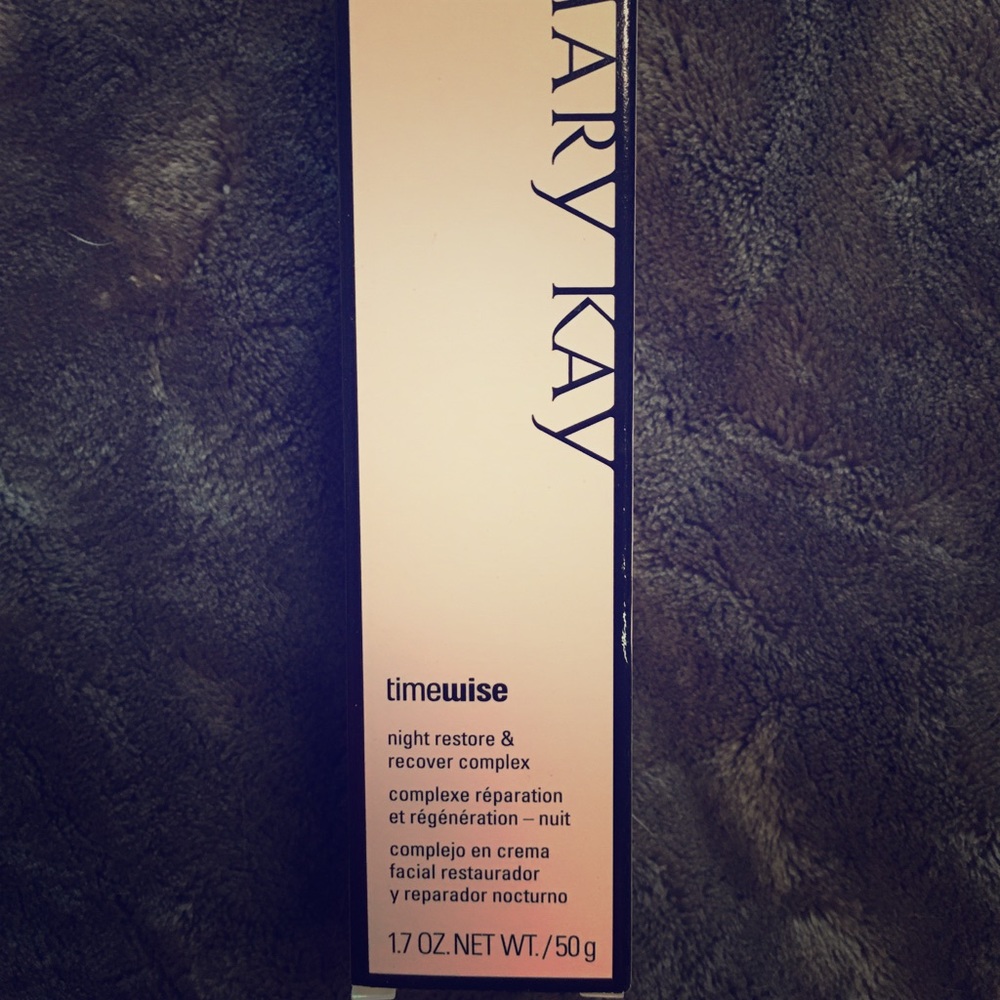 MARY KAY
timewise
night restore &
recover complex
complexe réparation
et régénération – nuit
complejo en crema
facial restaurador
y reparador nocturno
1.7 OZ. NET WT. / 50 g